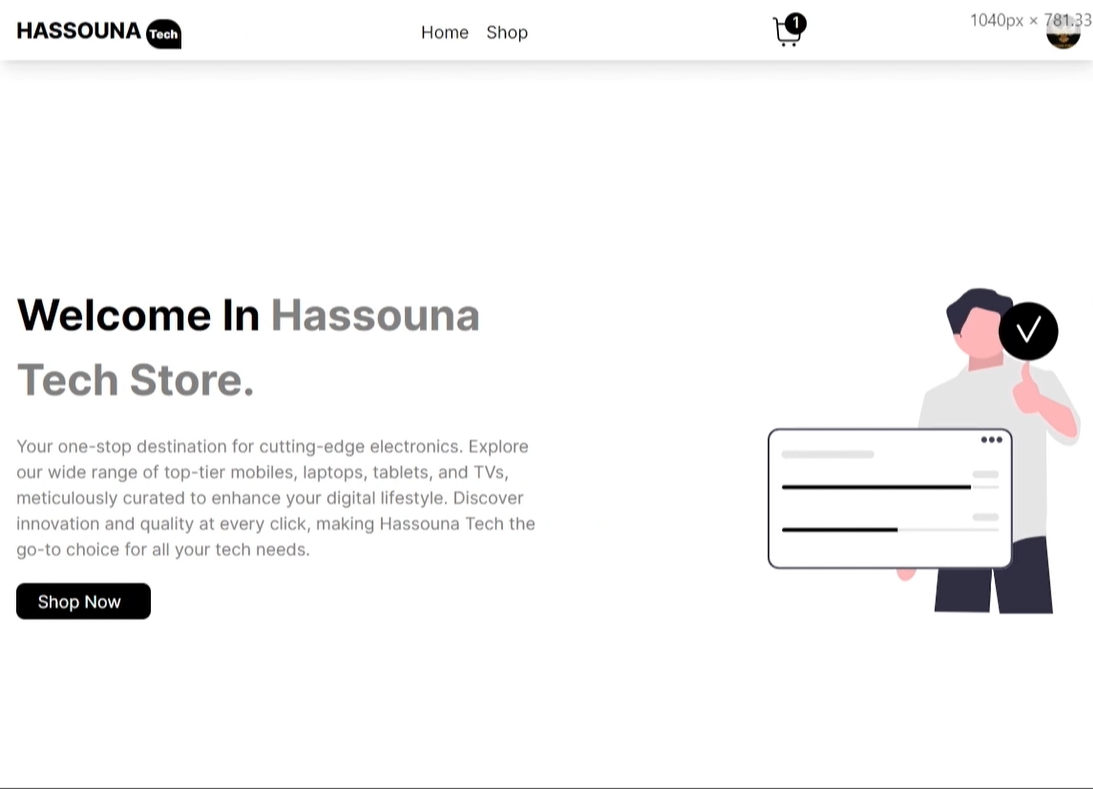 HASSOUNA Tech
Home Shop
1
1040px × 781.33
Welcome In Hassouna
Tech Store.
Your one-stop destination for cutting-edge electronics. Explore
our wide range of top-tier mobiles, laptops, tablets, and TVs,
meticulously curated to enhance your digital lifestyle. Discover
innovation and quality at every click, making Hassouna Tech the
go-to choice for all your tech needs.
Shop Now